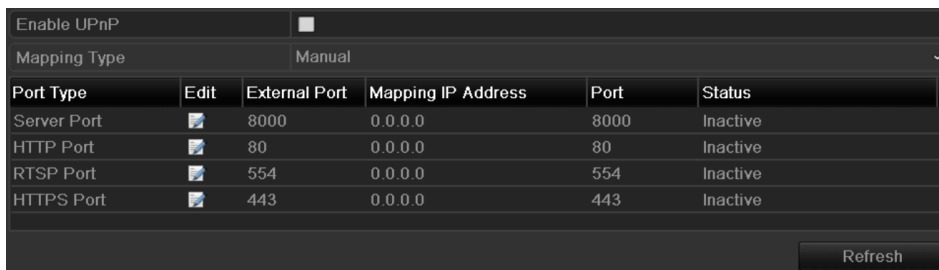 Enable UPnP
Mapping Type Manual
Port Type Edit External Port Mapping IP Address Port Status
Server Port 8000 0.0.0.0 8000 Inactive
HTTP Port 80 0.0.0.0 80 Inactive
RTSP Port 554 0.0.0.0 554 Inactive
HTTPS Port 443 0.0.0.0 443 Inactive
Refresh